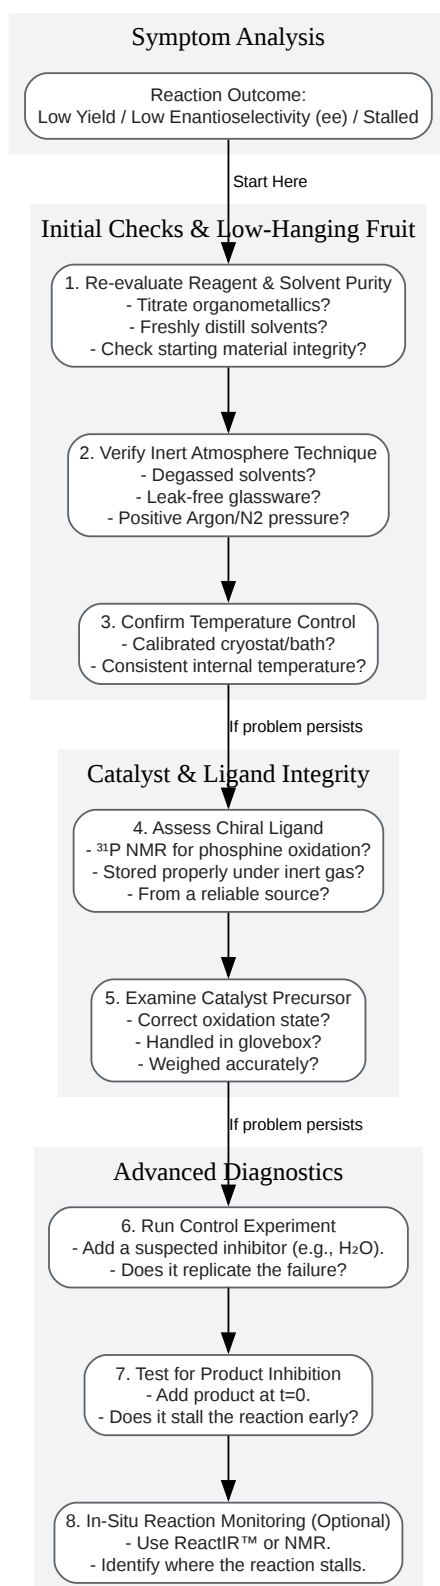 Symptom Analysis
Reaction Outcome:
Low Yield / Low Enantioselectivity (ee) / Stalled
Start Here
Initial Checks & Low-Hanging Fruit
1. Re-evaluate Reagent & Solvent Purity
- Titrate organometallics?
- Freshly distill solvents?
- Check starting material integrity?
2. Verify Inert Atmosphere Technique
- Degassed solvents?
- Leak-free glassware?
- Positive Argon/N2 pressure?
3. Confirm Temperature Control
- Calibrated cryostat/bath?
- Consistent internal temperature?
If problem persists
Catalyst & Ligand Integrity
4. Assess Chiral Ligand
- ³¹P NMR for phosphine oxidation?
- Stored properly under inert gas?
- From a reliable source?
5. Examine Catalyst Precursor
- Correct oxidation state?
- Handled in glovebox?
- Weighed accurately?
If problem persists
Advanced Diagnostics
6. Run Control Experiment
- Add a suspected inhibitor (e.g., H₂O).
- Does it replicate the failure?
7. Test for Product Inhibition
- Add product at t=0.
- Does it stall the reaction early?
8. In-Situ Reaction Monitoring (Optional)
- Use ReactIR™ or NMR.
- Identify where the reaction stalls.